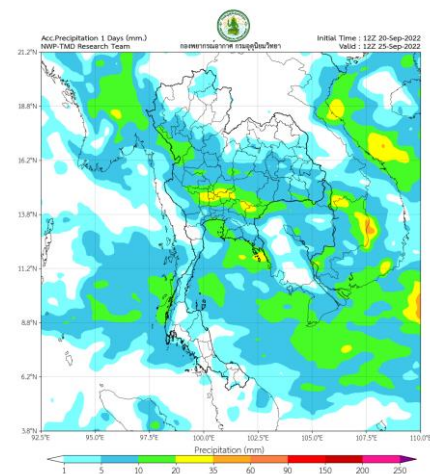 Acc.Precipitation 1 Days (mm.)
Initial Time : 12Z 20-Sep-2022
NWP-TMD Research Team
กองพยากรณ์อากาศ กรมอุตุนิยมวิทยา
Valid : 12Z 25-Sep-2022
21.2°N
18.8°N
16.2°N
13.8°N
11.2°N
8.8°N
6.2°N
3.8°N
92.5°E 95.0°E 97.5°E 100.0°E 102.5°E 105.0°E 107.5°E 110.0°E
Precipitation (mm)
1 5 10 20 35 60 90 150 200 250